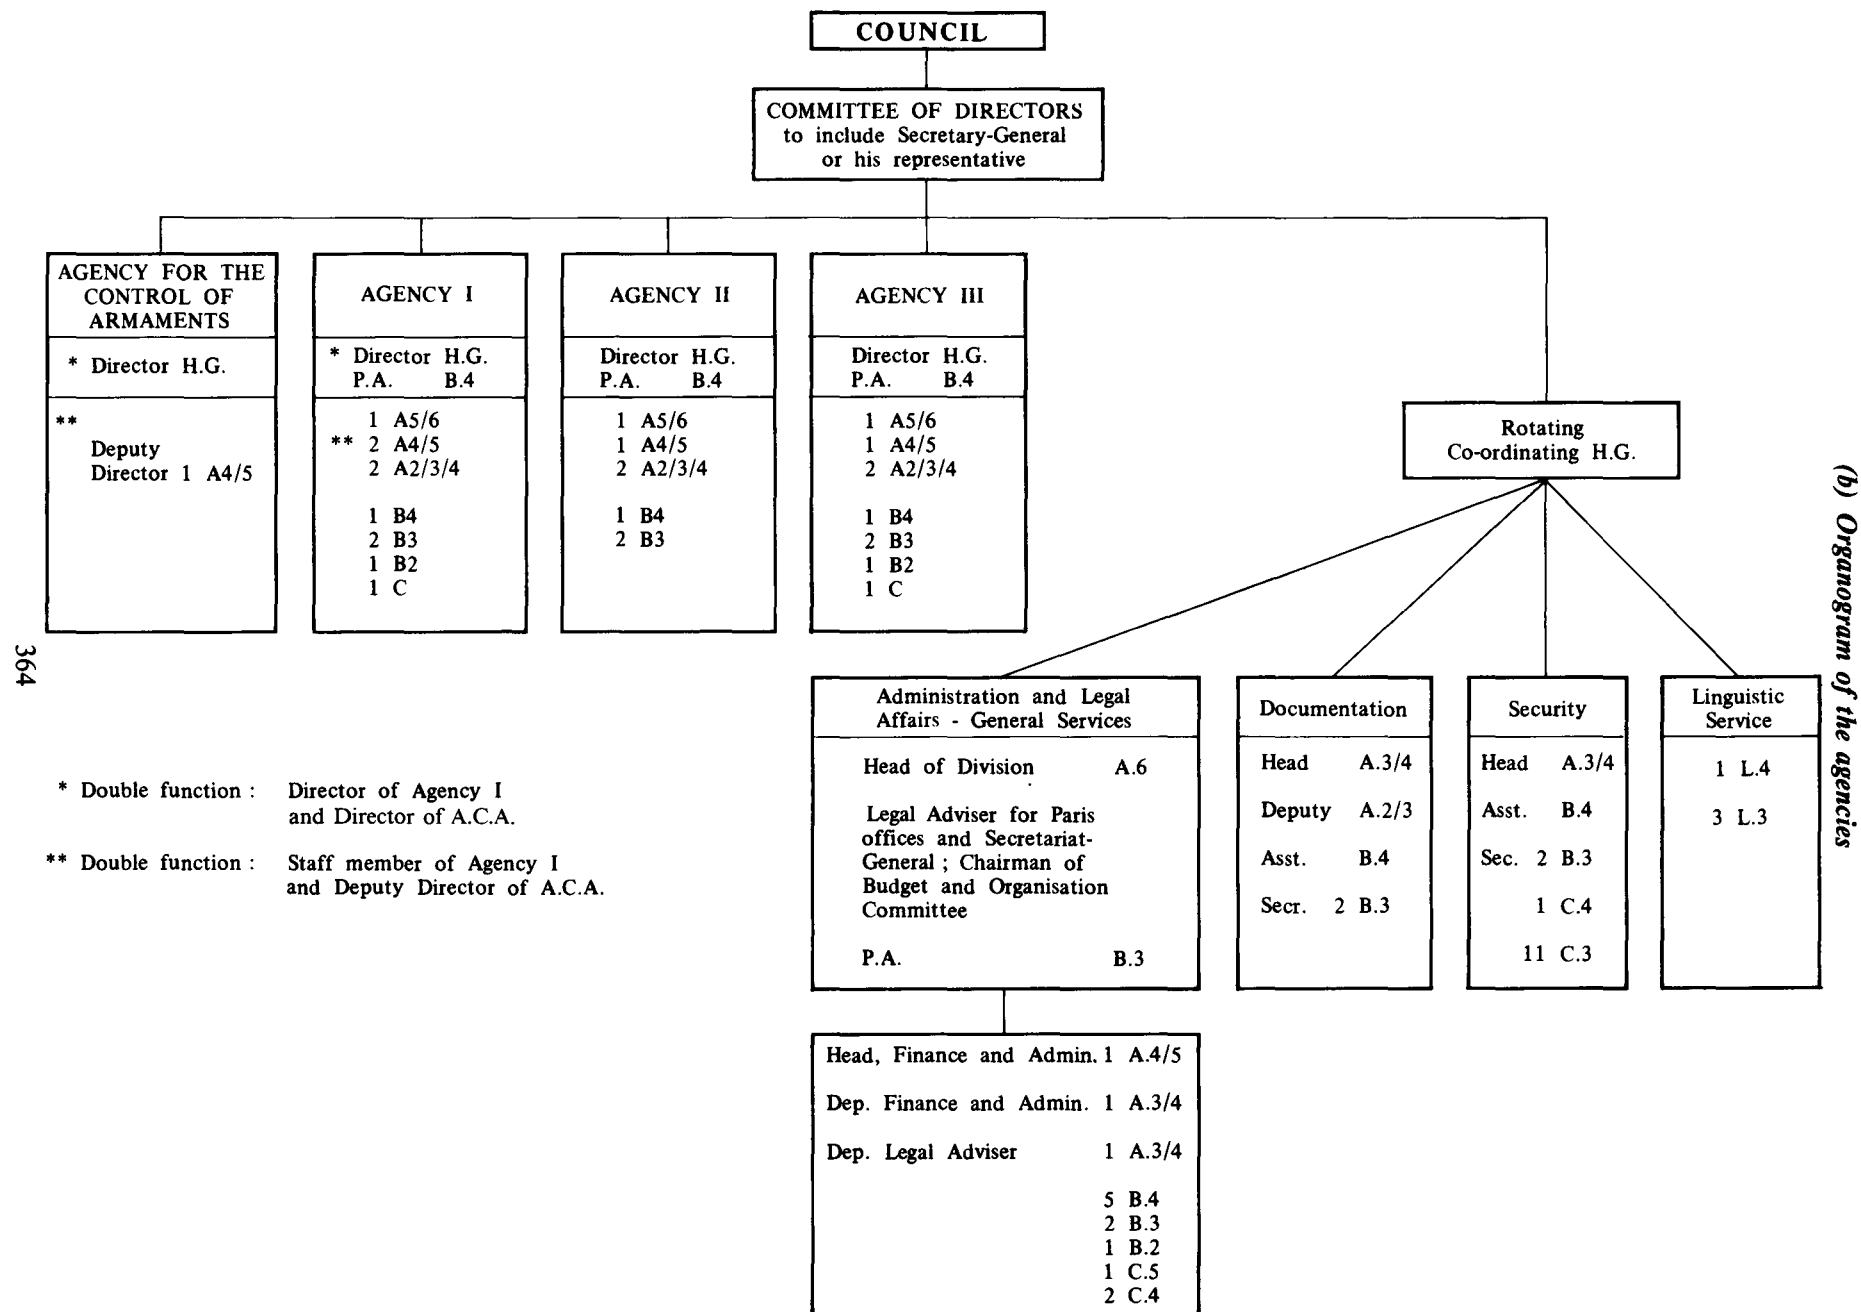 (b) Organogram of the agencies
COUNCIL
COMMITTEE OF DIRECTORS
to include Secretary-General
or his representative
AGENCY FOR THE
CONTROL OF
ARMAMENTS
* Director H.G.
**
Deputy
Director 1 A4/5
AGENCY I
* Director H.G.
P.A. B.4
1 A5/6
** 2 A4/5
2 A2/3/4
1 B4
2 B3
1 B2
1 C
AGENCY II
Director H.G.
P.A. B.4
1 A5/6
1 A4/5
2 A2/3/4
1 B4
2 B3
AGENCY III
Director H.G.
P.A. B.4
1 A5/6
1 A4/5
2 A2/3/4
1 B4
2 B3
1 B2
1 C
Rotating
Co-ordinating H.G.
Administration and Legal
Affairs - General Services
Head of Division A.6
Legal Adviser for Paris
offices and Secretariat-
General ; Chairman of
Budget and Organisation
Committee
P.A. B.3
Documentation
Head A.3/4
Deputy A.2/3
Asst. B.4
Secr. 2 B.3
Security
Head A.3/4
Asst. B.4
Sec. 2 B.3
1 C.4
11 C.3
Linguistic
Service
1 L.4
3 L.3
Head, Finance and Admin. 1 A.4/5
Dep. Finance and Admin. 1 A.3/4
Dep. Legal Adviser 1 A.3/4
5 B.4
2 B.3
1 B.2
1 C.5
2 C.4
* Double function : Director of Agency I
and Director of A.C.A.
** Double function : Staff member of Agency I
and Deputy Director of A.C.A.
364